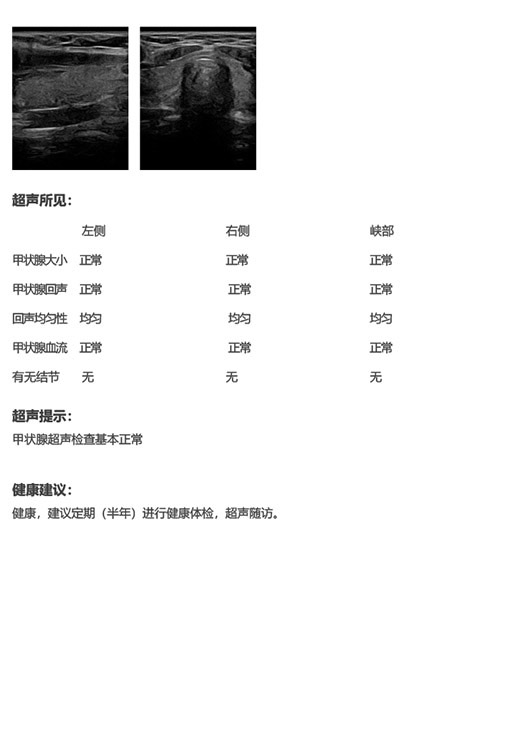 超声所见：
左侧 右侧 峡部
甲状腺大小 正常 正常 正常
甲状腺回声 正常 正常 正常
回声均匀性 均匀 均匀 均匀
甲状腺血流 正常 正常 正常
有无结节 无 无 无
超声提示：
甲状腺超声检查基本正常
健康建议：
健康，建议定期（半年）进行健康体检，超声随访。